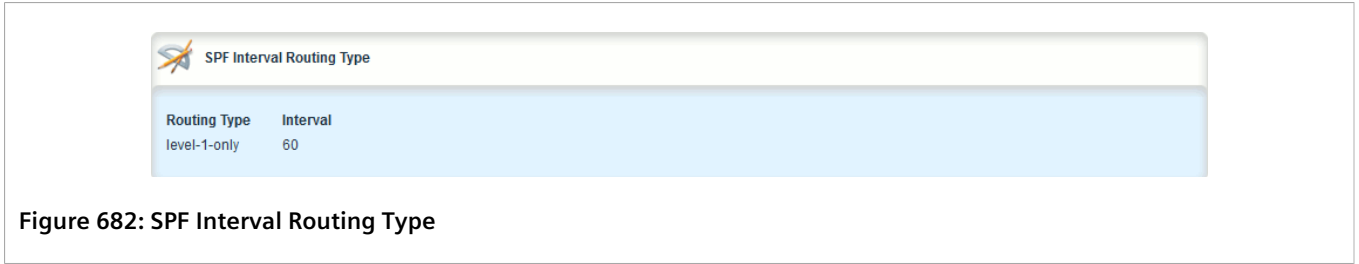 SPF Interval Routing Type
Routing Type Interval
level-1-only 60
Figure 682: SPF Interval Routing Type